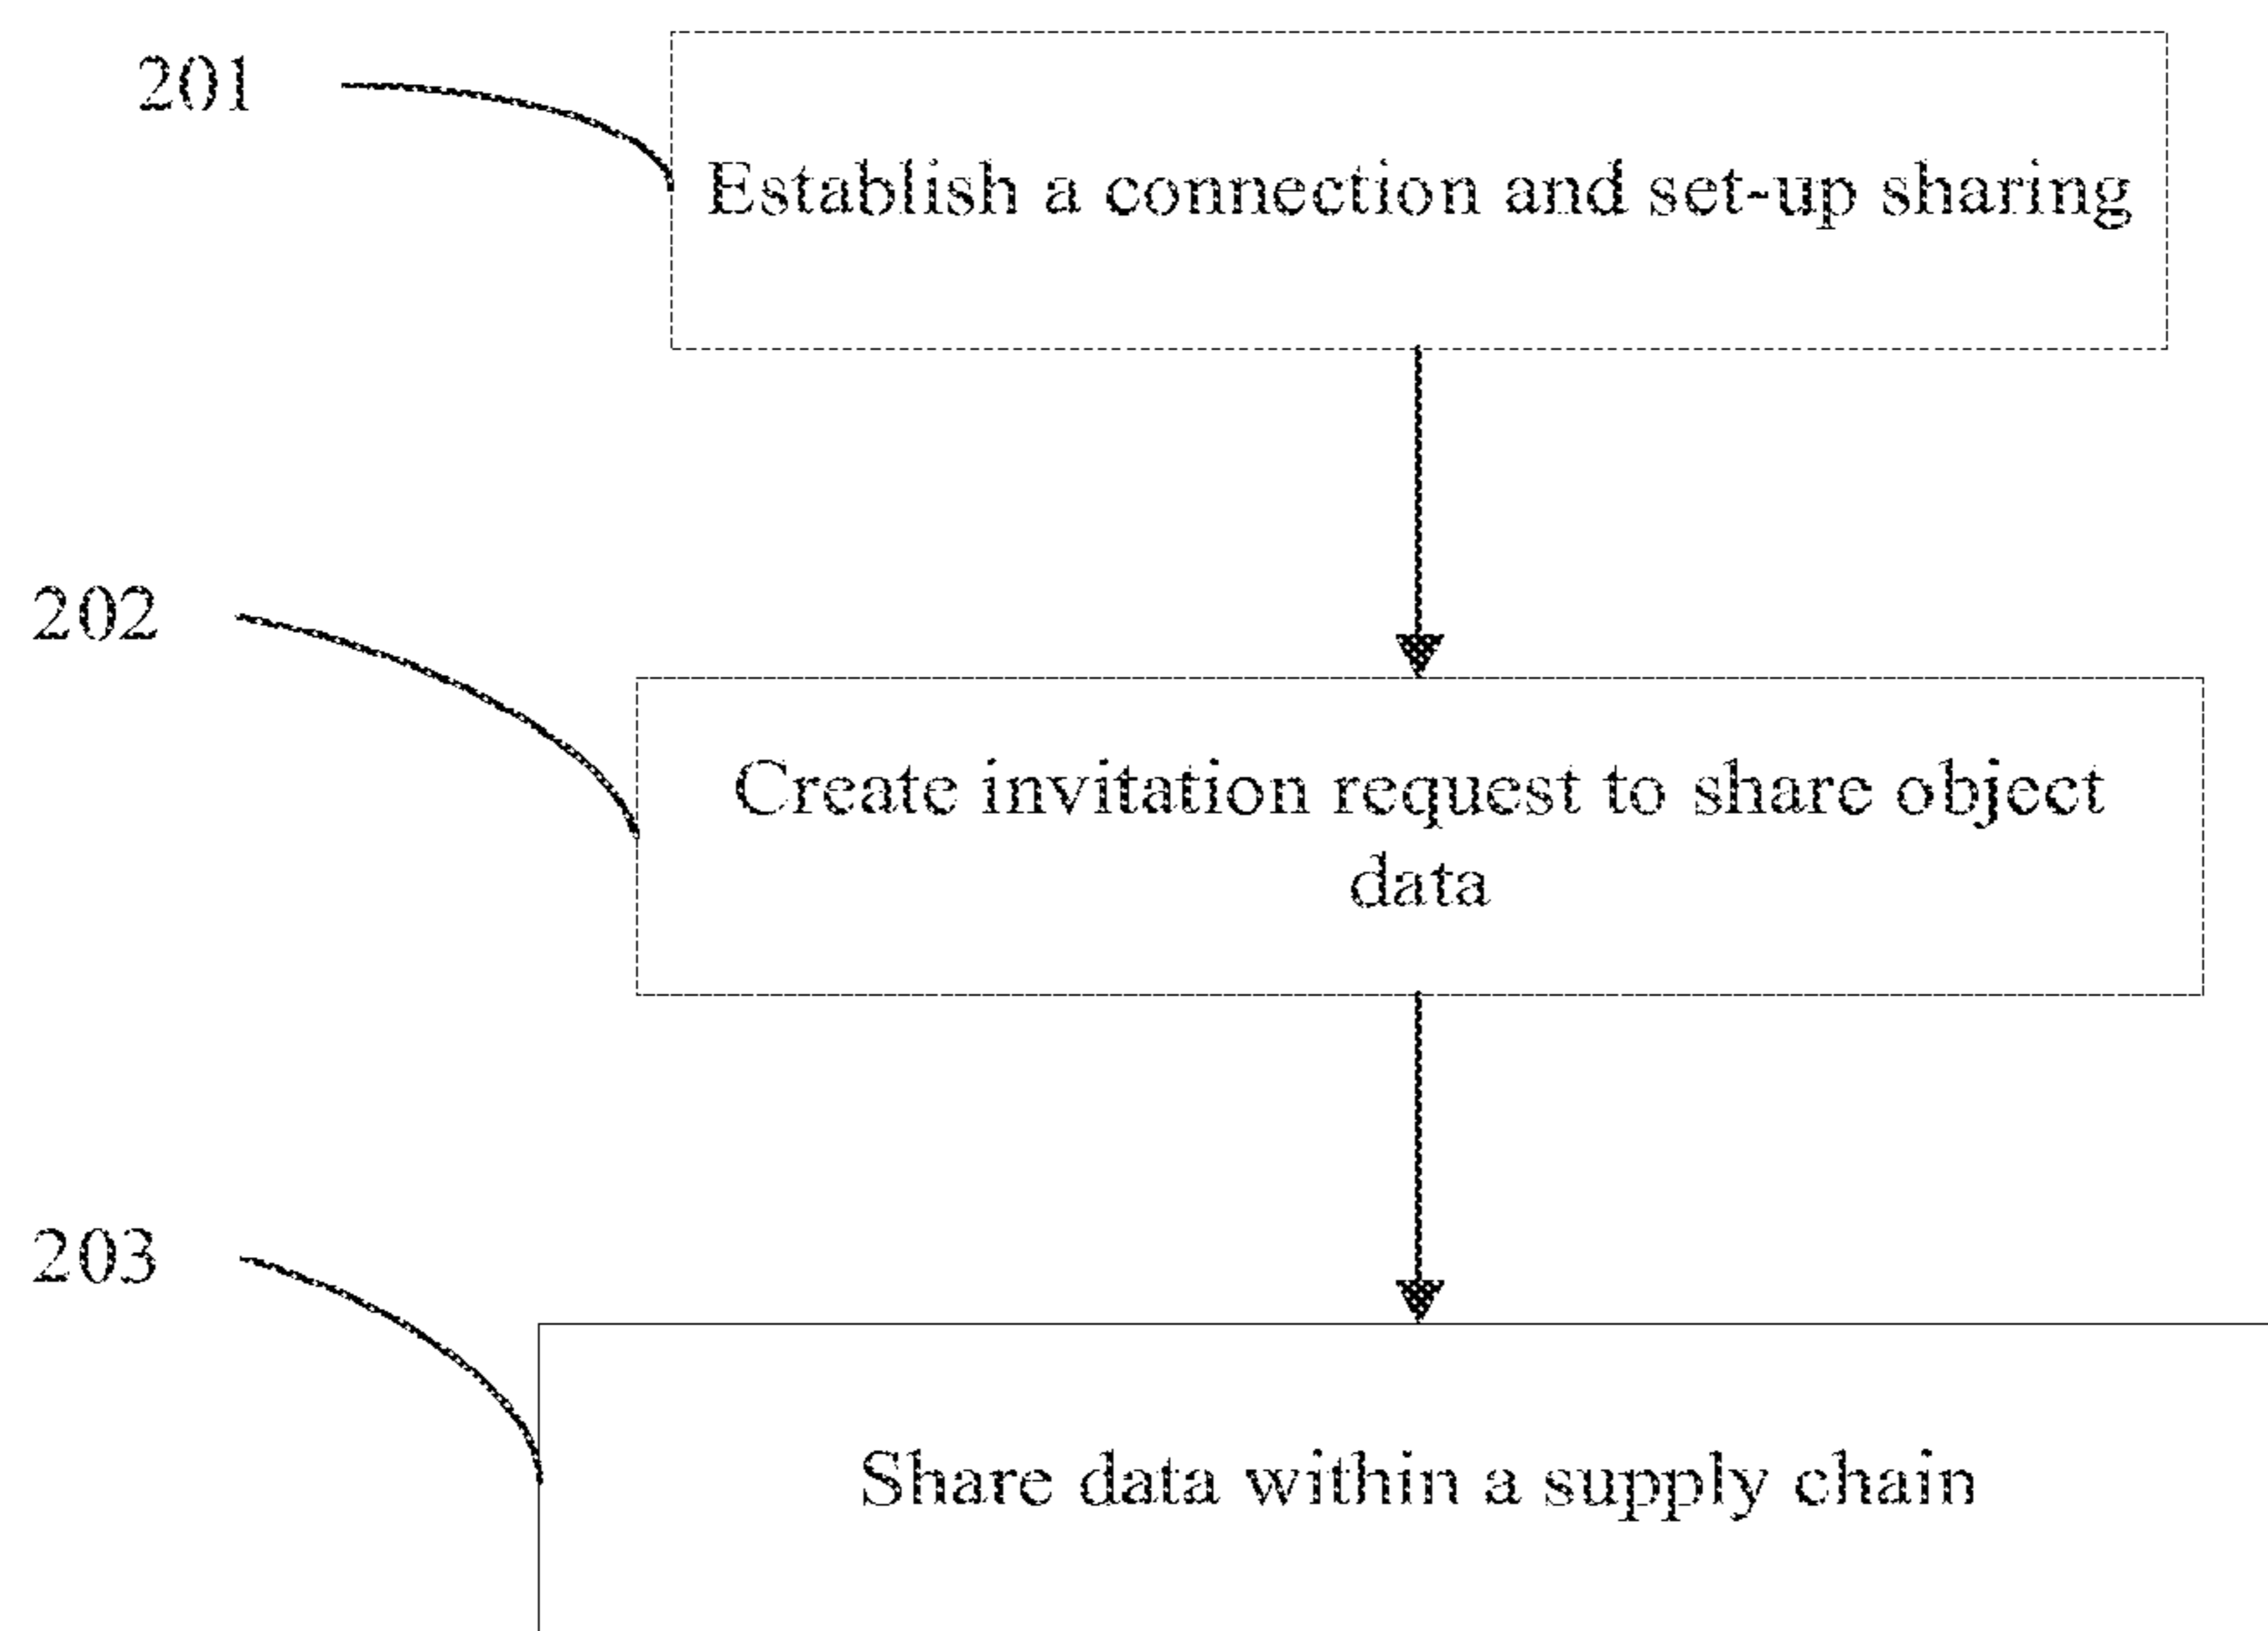 201
Establish a connection and set-up sharing
202
Create invitation request to share object
data
203
Share data within a supply chain